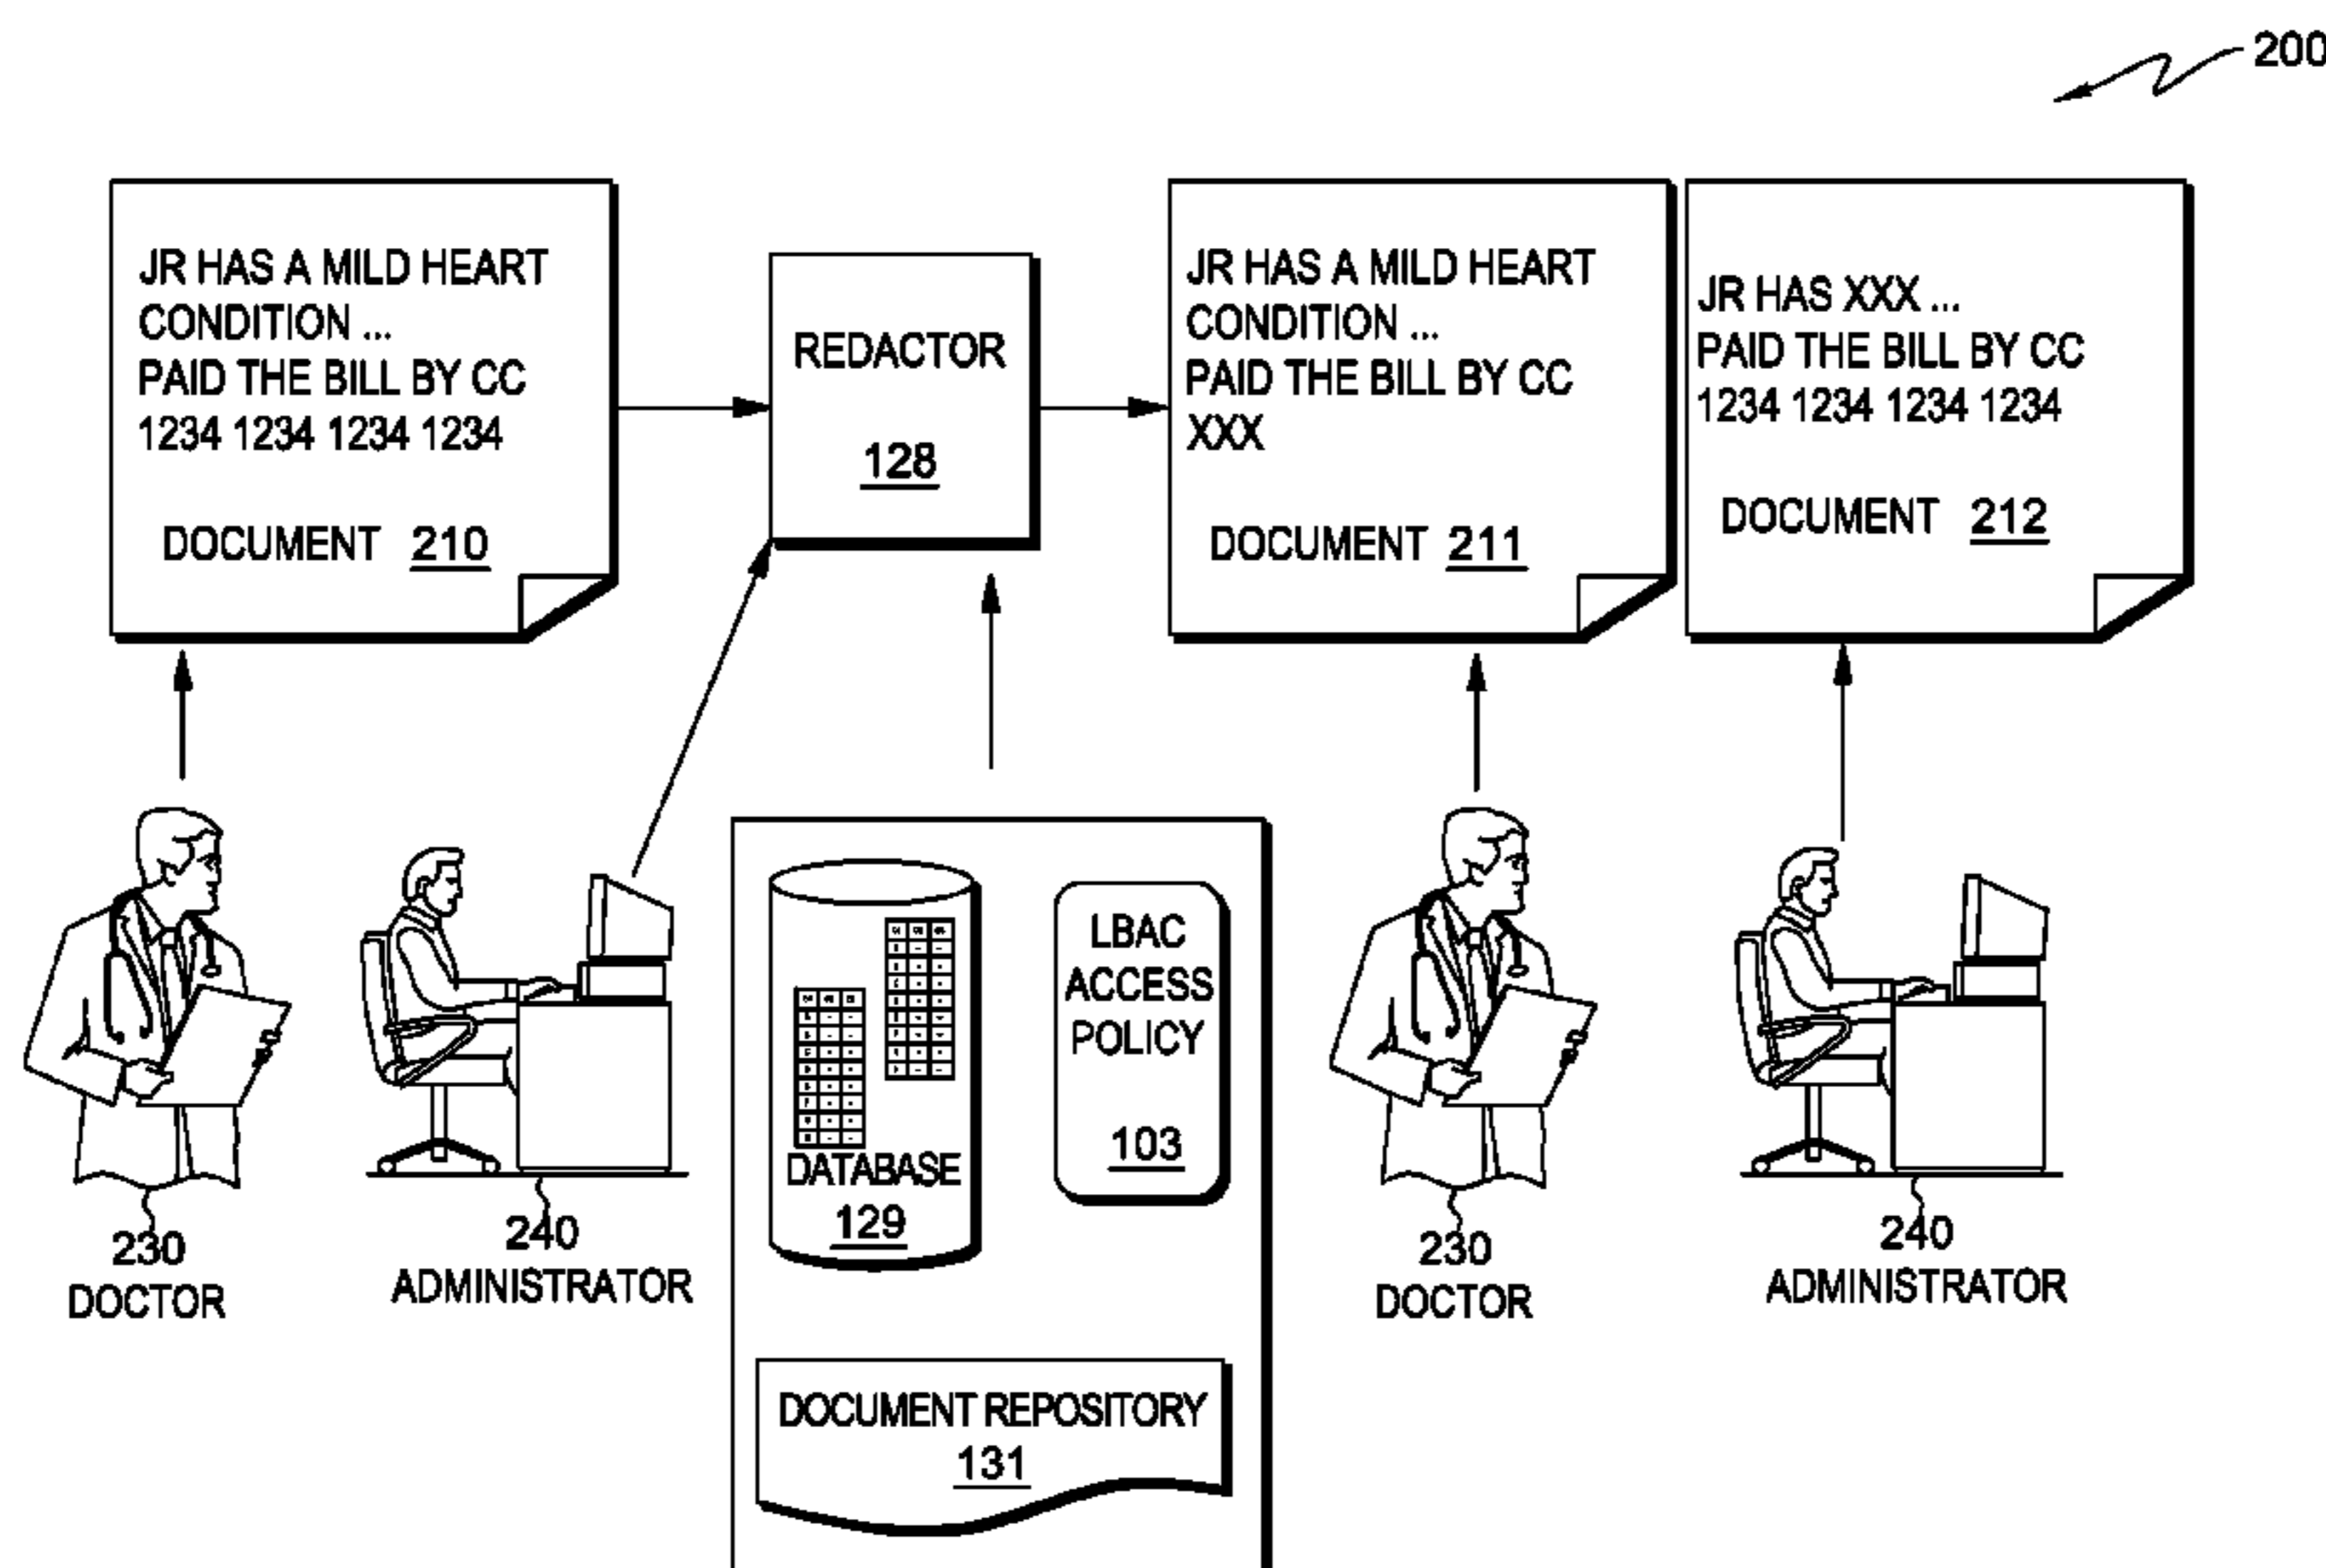 200
JR HAS A MILD HEART
CONDITION ...
PAID THE BILL BY CC
1234 1234 1234 1234
DOCUMENT 210
REDACTOR
128
JR HAS A MILD HEART
CONDITION ...
PAID THE BILL BY CC
XXX
DOCUMENT 211
JR HAS XXX ...
PAID THE BILL BY CC
1234 1234 1234 1234
DOCUMENT 212
230
DOCTOR
240
ADMINISTRATOR
DATABASE
129
LBAC
ACCESS
POLICY
103
DOCUMENT REPOSITORY
131
230
DOCTOR
240
ADMINISTRATOR